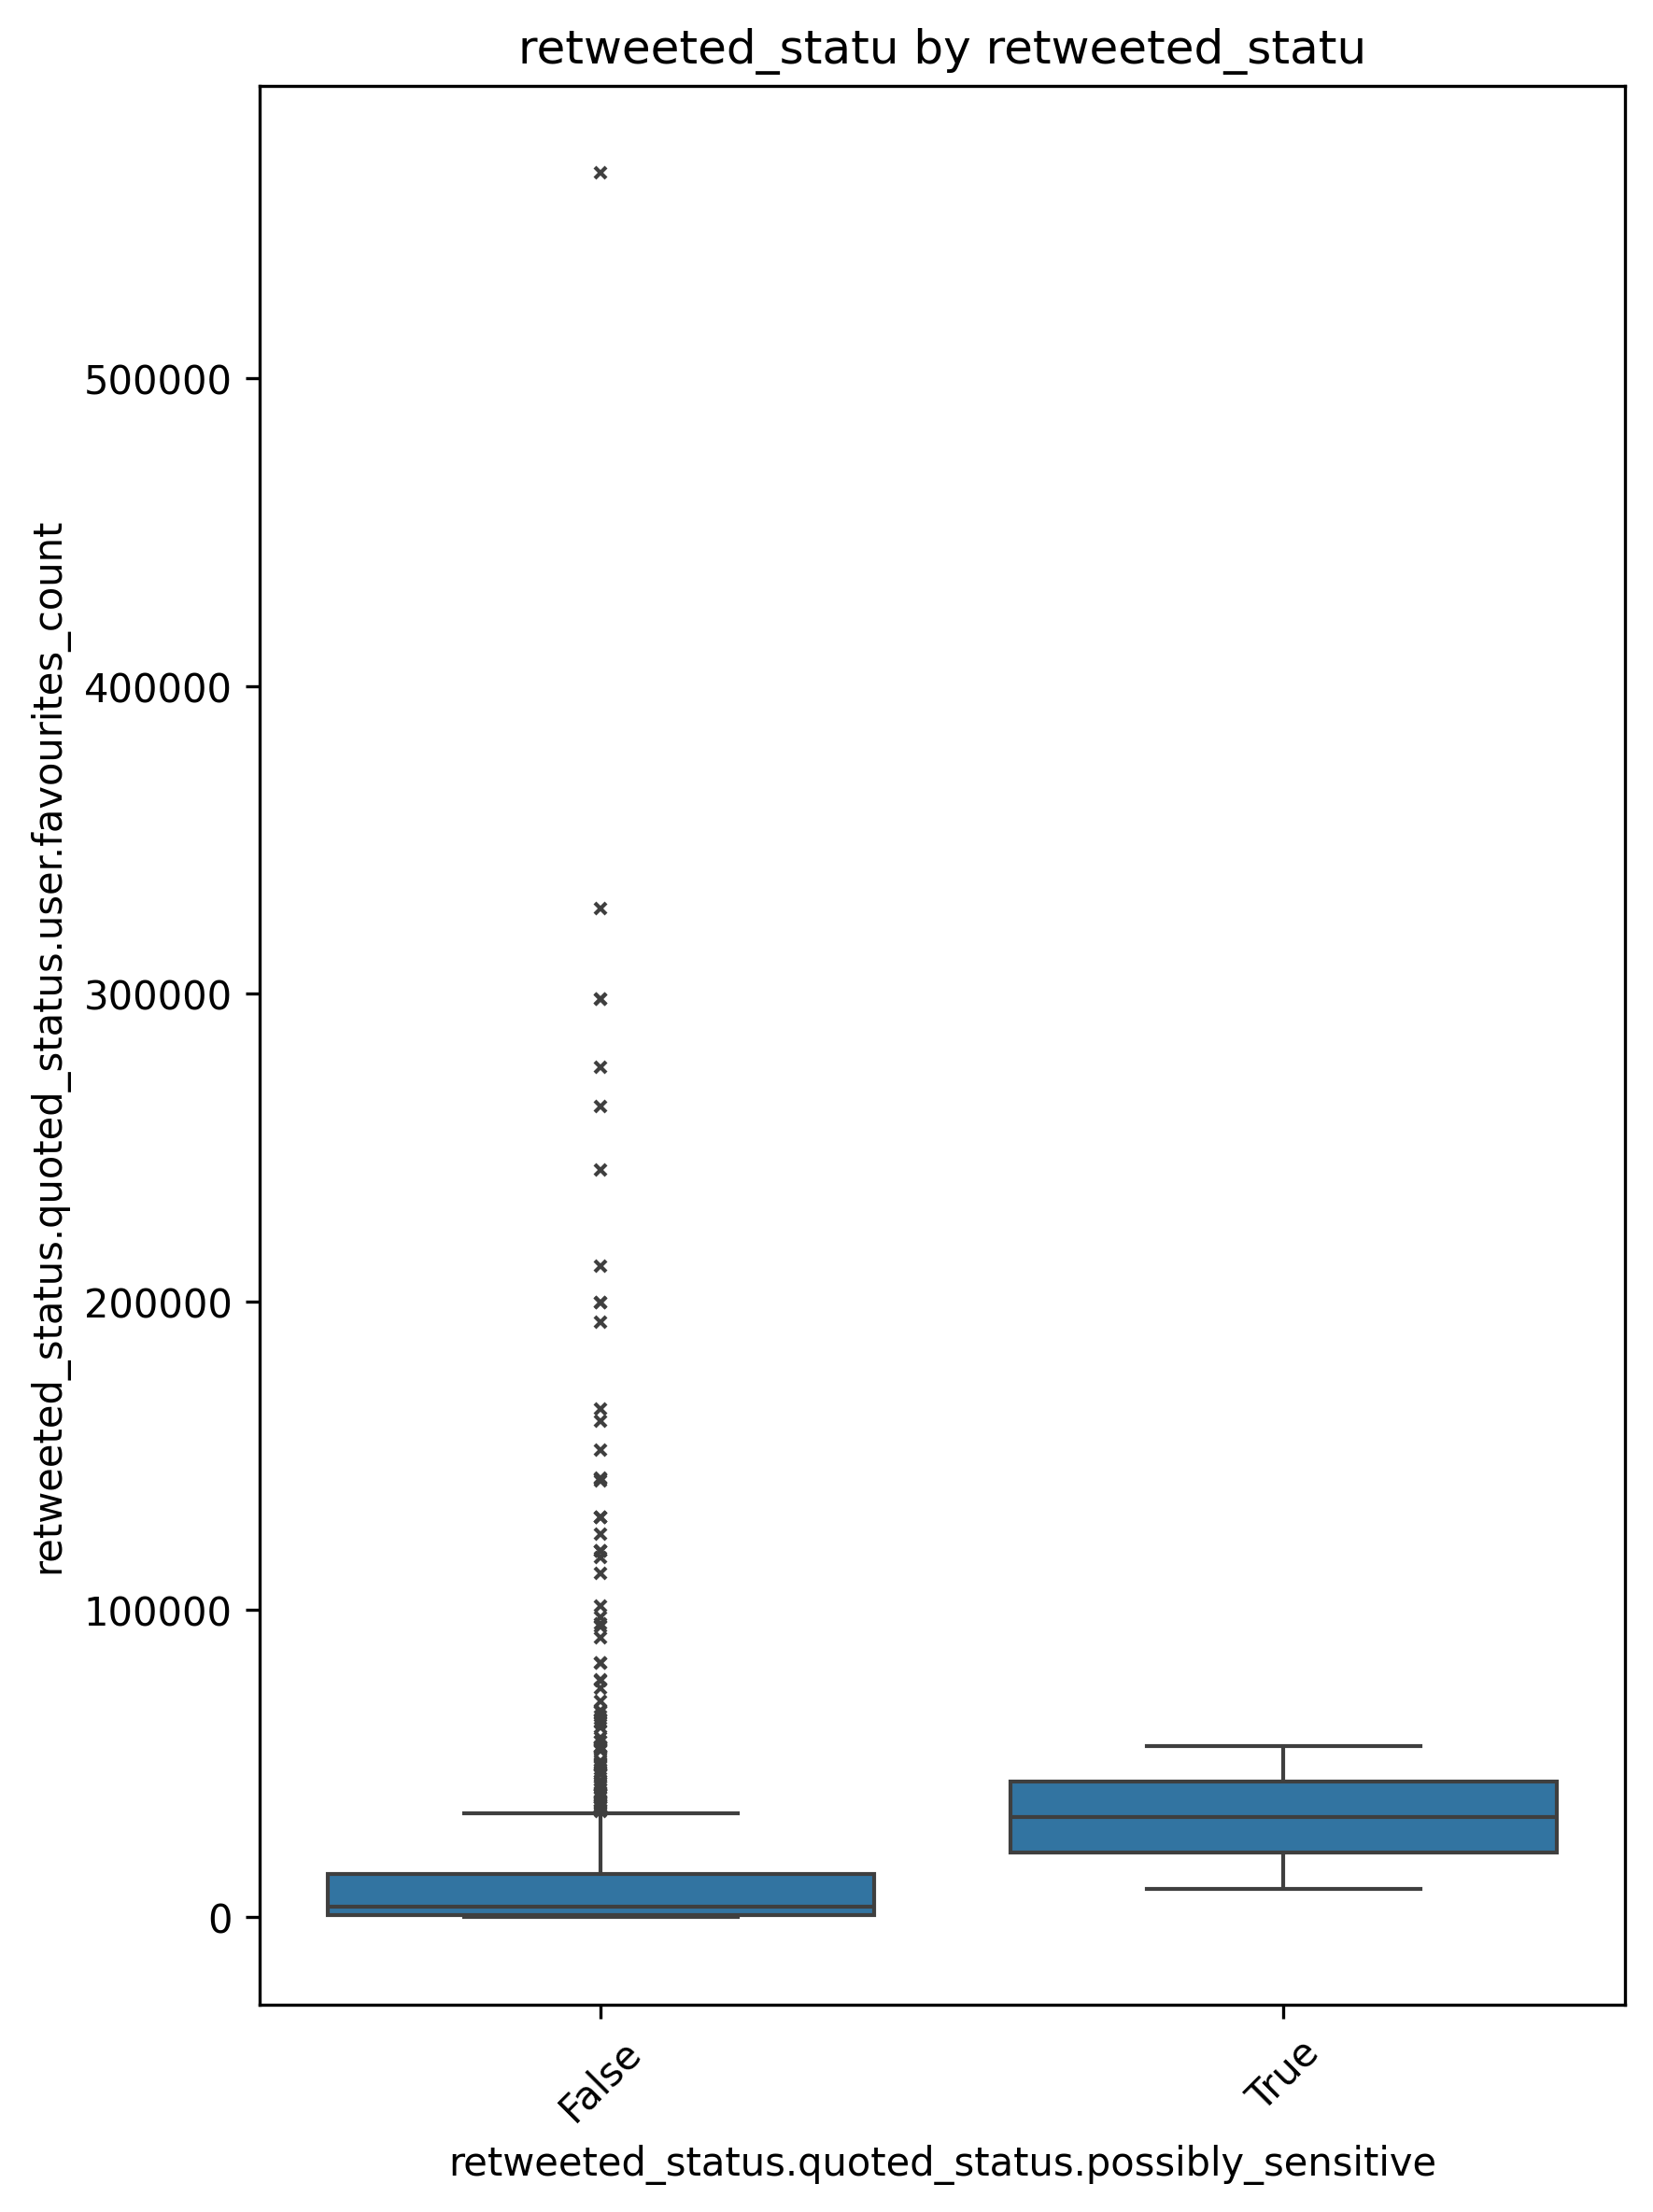 retweeted_statu by retweeted_statu
retweeted_status.quoted_status.user.favourites_count
500000
400000
300000
200000
100000
0
False
True
retweeted_status.quoted_status.possibly_sensitive